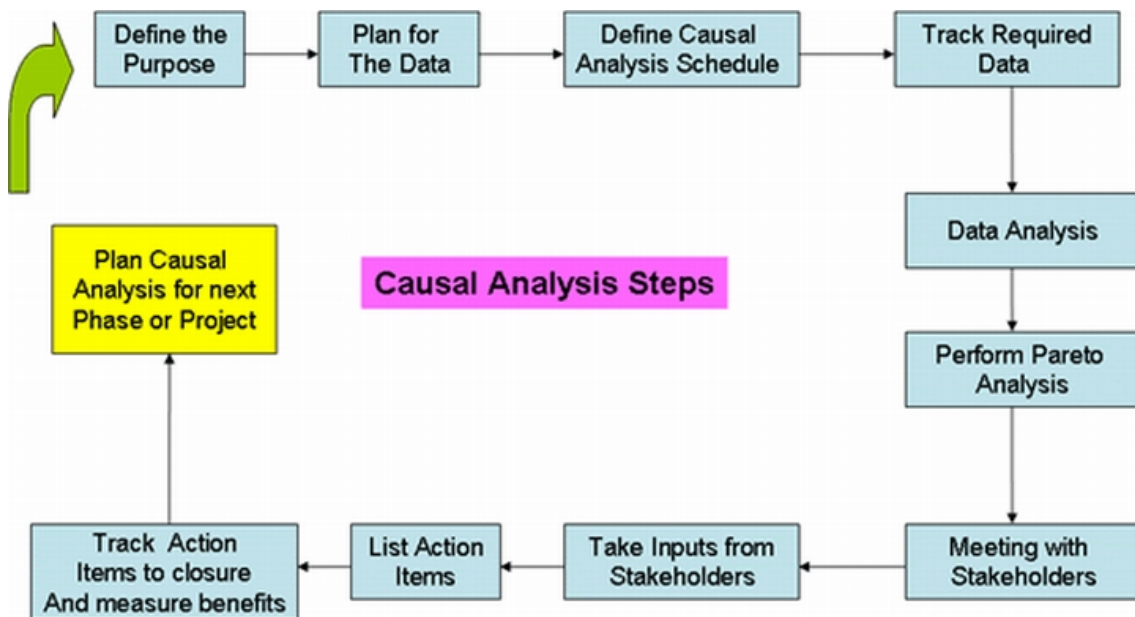 Define the
Purpose
Plan for
The Data
Define Causal
Analysis Schedule
Track Required
Data
Data Analysis
Perform Pareto
Analysis
Meeting with
Stakeholders
Take Inputs from
Stakeholders
List Action
Items
Track Action
Items to closure
And measure benefits
Plan Causal
Analysis for next
Phase or Project
Causal Analysis Steps